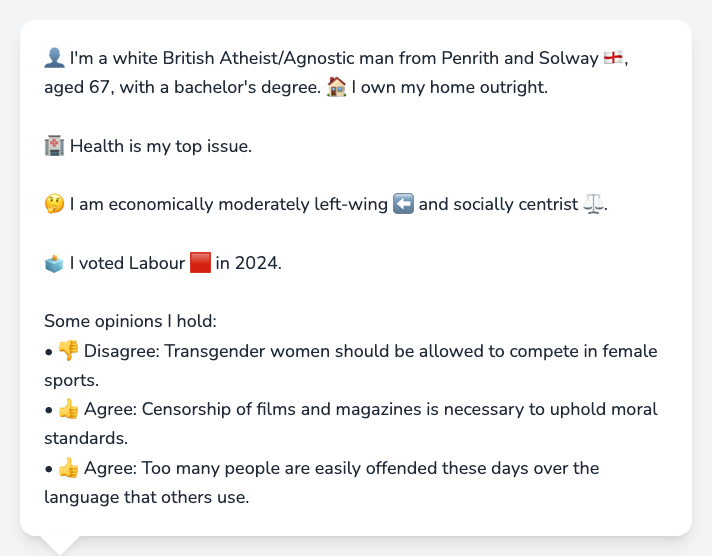 👤 I'm a white British Atheist/Agnostic man from Penrith and Solway 🏴󠁧󠁢󠁥󠁮󠁧󠁿,
aged 67, with a bachelor's degree. 🏠 I own my home outright.
🏥 Health is my top issue.
🤔 I am economically moderately left-wing ⬅️ and socially centrist ⚖️.
🗳️ I voted Labour 🟥 in 2024.
Some opinions I hold:
• 👎 Disagree: Transgender women should be allowed to compete in female
sports.
• 👍 Agree: Censorship of films and magazines is necessary to uphold moral
standards.
• 👍 Agree: Too many people are easily offended these days over the
language that others use.